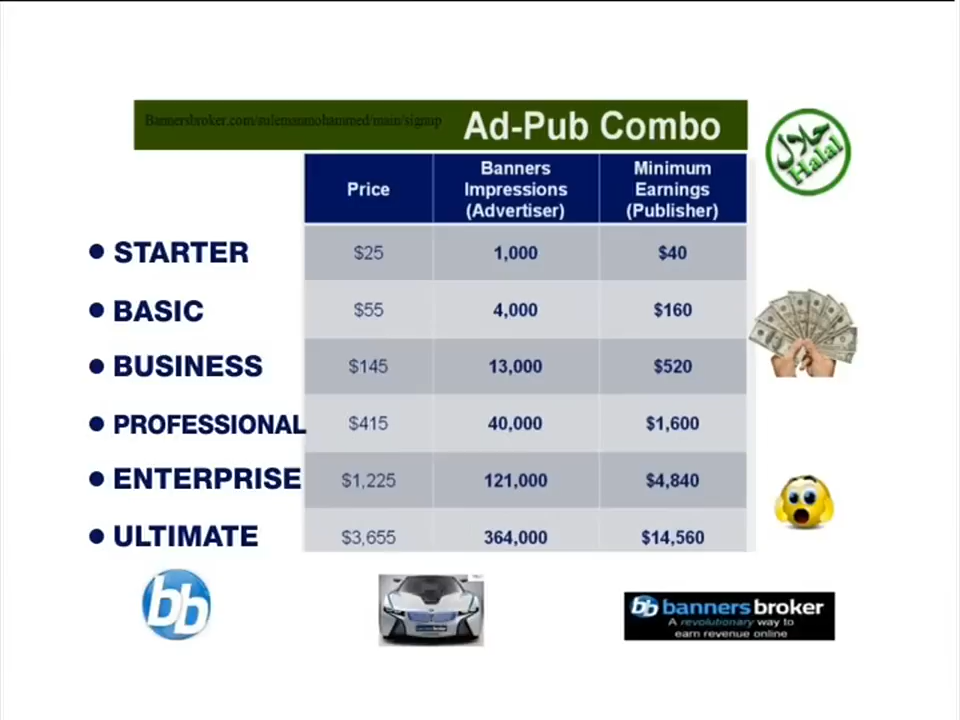 Bannersbroker.com/sulemanamohammed/main/signup
Ad-Pub Combo
حلال
Halal
Price
Banners
Impressions
(Advertiser)
Minimum
Earnings
(Publisher)
• STARTER $25 1,000 $40
• BASIC $55 4,000 $160
• BUSINESS $145 13,000 $520
• PROFESSIONAL $415 40,000 $1,600
• ENTERPRISE $1,225 121,000 $4,840
• ULTIMATE $3,655 364,000 $14,560
bb
bb banners broker
A revolutionary way to
earn revenue online